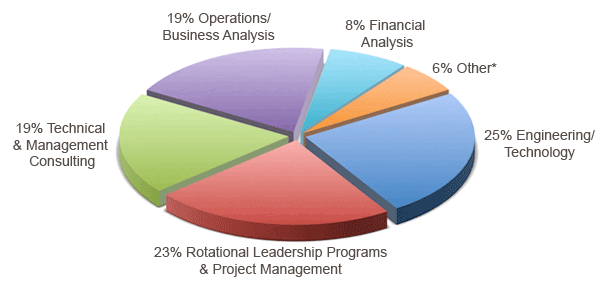 19% Operations/
Business Analysis
8% Financial
Analysis
6% Other*
25% Engineering/
Technology
23% Rotational Leadership Programs
& Project Management
19% Technical
& Management
Consulting